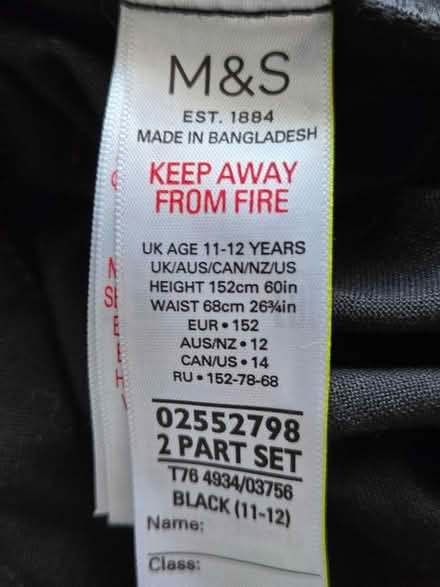 M&S
EST. 1884
MADE IN BANGLADESH
KEEP AWAY
FROM FIRE
UK AGE 11-12 YEARS
UK/AUS/CAN/NZ/US
HEIGHT 152cm 60in
WAIST 68cm 26¾in
EUR • 152
AUS/NZ • 12
CAN/US • 14
RU • 152-78-68
02552798
2 PART SET
T76 4934/03756
BLACK (11-12)
Name:
Class: